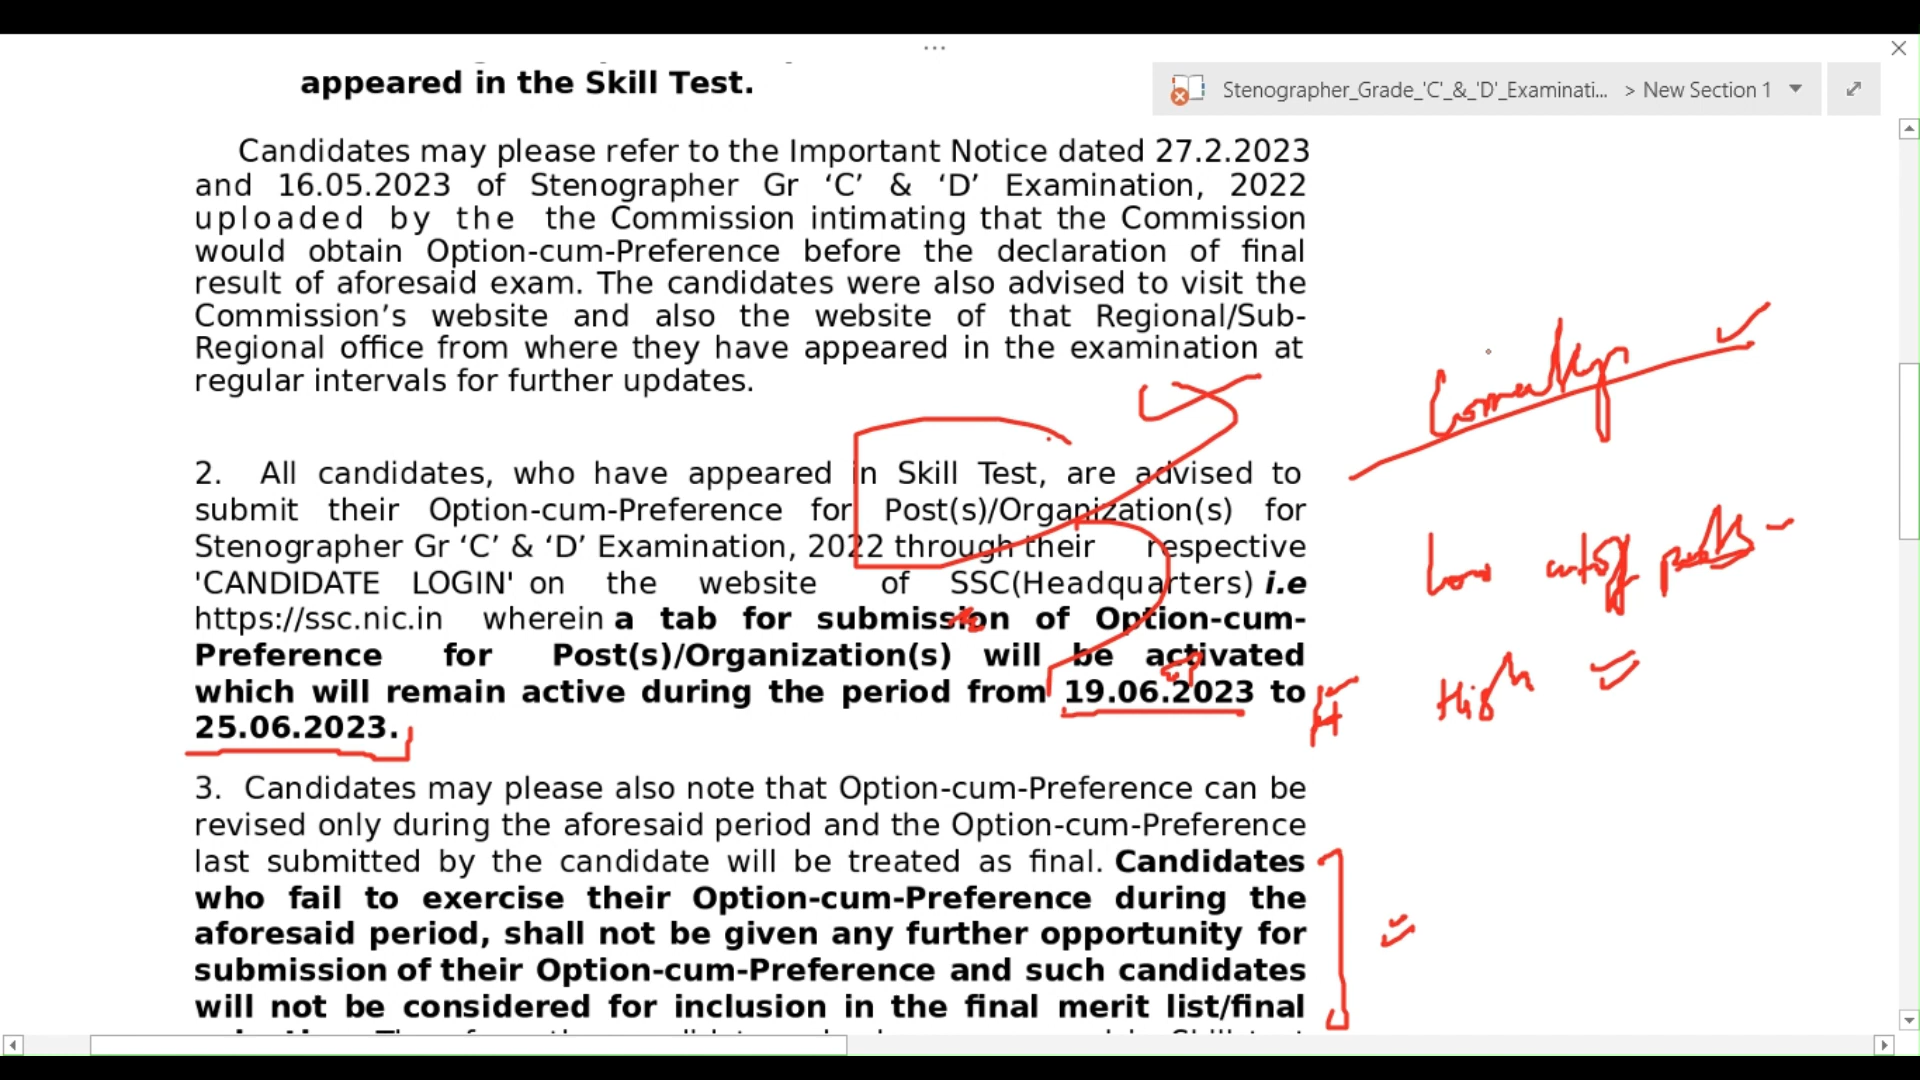 appeared in the Skill Test.
Stenographer_Grade_'C'_&_'D'_Examinati... > New Section 1
Candidates may please refer to the Important Notice dated 27.2.2023
and 16.05.2023 of Stenographer Gr ‘C’ & ‘D’ Examination, 2022
uploaded by the the Commission intimating that the Commission
would obtain Option-cum-Preference before the declaration of final
result of aforesaid exam. The candidates were also advised to visit the
Commission’s website and also the website of that Regional/Sub-
Regional office from where they have appeared in the examination at
regular intervals for further updates.
2. All candidates, who have appeared in Skill Test, are advised to
submit their Option-cum-Preference for Post(s)/Organization(s) for
Stenographer Gr ‘C’ & ‘D’ Examination, 2022 through their respective
'CANDIDATE LOGIN' on the website of SSC(Headquarters) i.e
https://ssc.nic.in wherein a tab for submission of Option-cum-
Preference for Post(s)/Organization(s) will be activated
which will remain active during the period from 19.06.2023 to
25.06.2023.
Low cutoff
High
3. Candidates may please also note that Option-cum-Preference can be
revised only during the aforesaid period and the Option-cum-Preference
last submitted by the candidate will be treated as final. Candidates
who fail to exercise their Option-cum-Preference during the
aforesaid period, shall not be given any further opportunity for
submission of their Option-cum-Preference and such candidates
will not be considered for inclusion in the final merit list/final